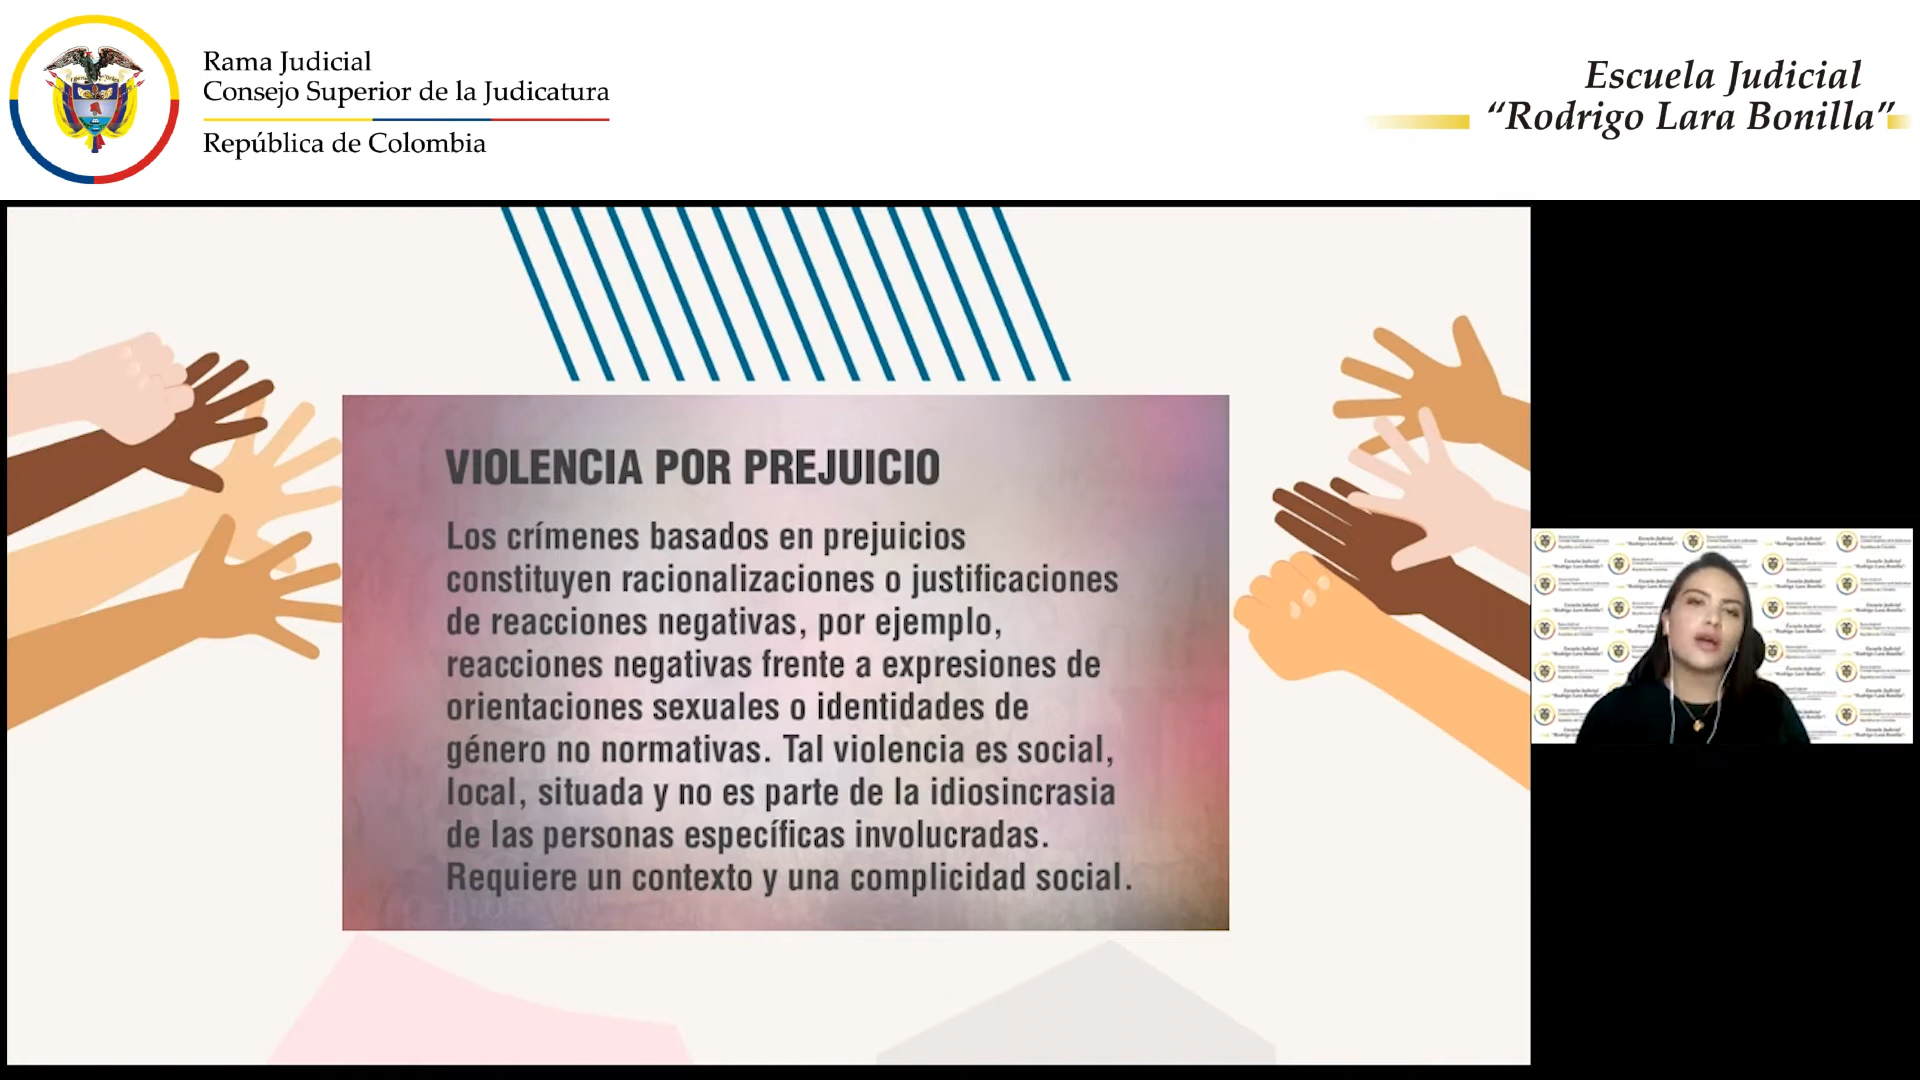 Rama Judicial
Consejo Superior de la Judicatura
República de Colombia
Escuela Judicial
“Rodrigo Lara Bonilla”
VIOLENCIA POR PREJUICIO
Los crímenes basados en prejuicios
constituyen racionalizaciones o justificaciones
de reacciones negativas, por ejemplo,
reacciones negativas frente a expresiones de
orientaciones sexuales o identidades de
género no normativas. Tal violencia es social,
local, situada y no es parte de la idiosincrasia
de las personas específicas involucradas.
Requiere un contexto y una complicidad social.